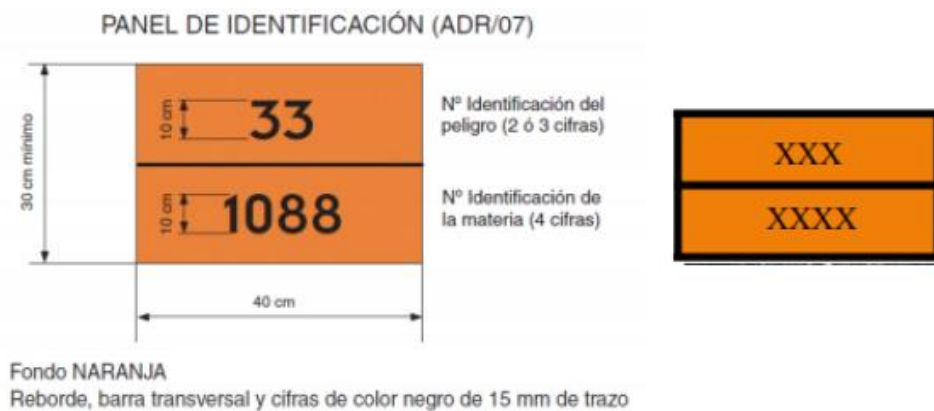 PANEL DE IDENTIFICACIÓN (ADR/07)
30 cm mínimo
10 cm
33
Nº Identificación del
peligro (2 ó 3 cifras)
10 cm
1088
Nº Identificación de
la materia (4 cifras)
40 cm
XXX
XXXX
Fondo NARANJA
Reborde, barra transversal y cifras de color negro de 15 mm de trazo